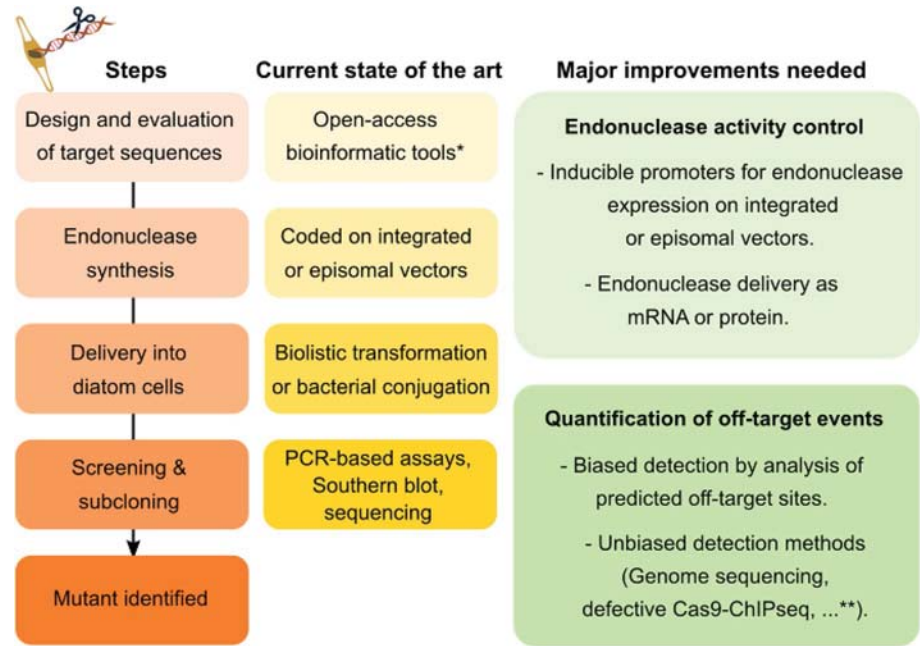 Steps
Design and evaluation
of target sequences
Endonuclease
synthesis
Delivery into
diatom cells
Screening &
subcloning
Mutant identified
Current state of the art
Open-access
bioinformatic tools*
Coded on integrated
or episomal vectors
Biolistic transformation
or bacterial conjugation
PCR-based assays,
Southern blot,
sequencing
Major improvements needed
Endonuclease activity control
- Inducible promoters for endonuclease
expression on integrated
or episomal vectors.
- Endonuclease delivery as
mRNA or protein.
Quantification of off-target events
- Biased detection by analysis of
predicted off-target sites.
- Unbiased detection methods
(Genome sequencing,
defective Cas9-ChIPseq, ...**).